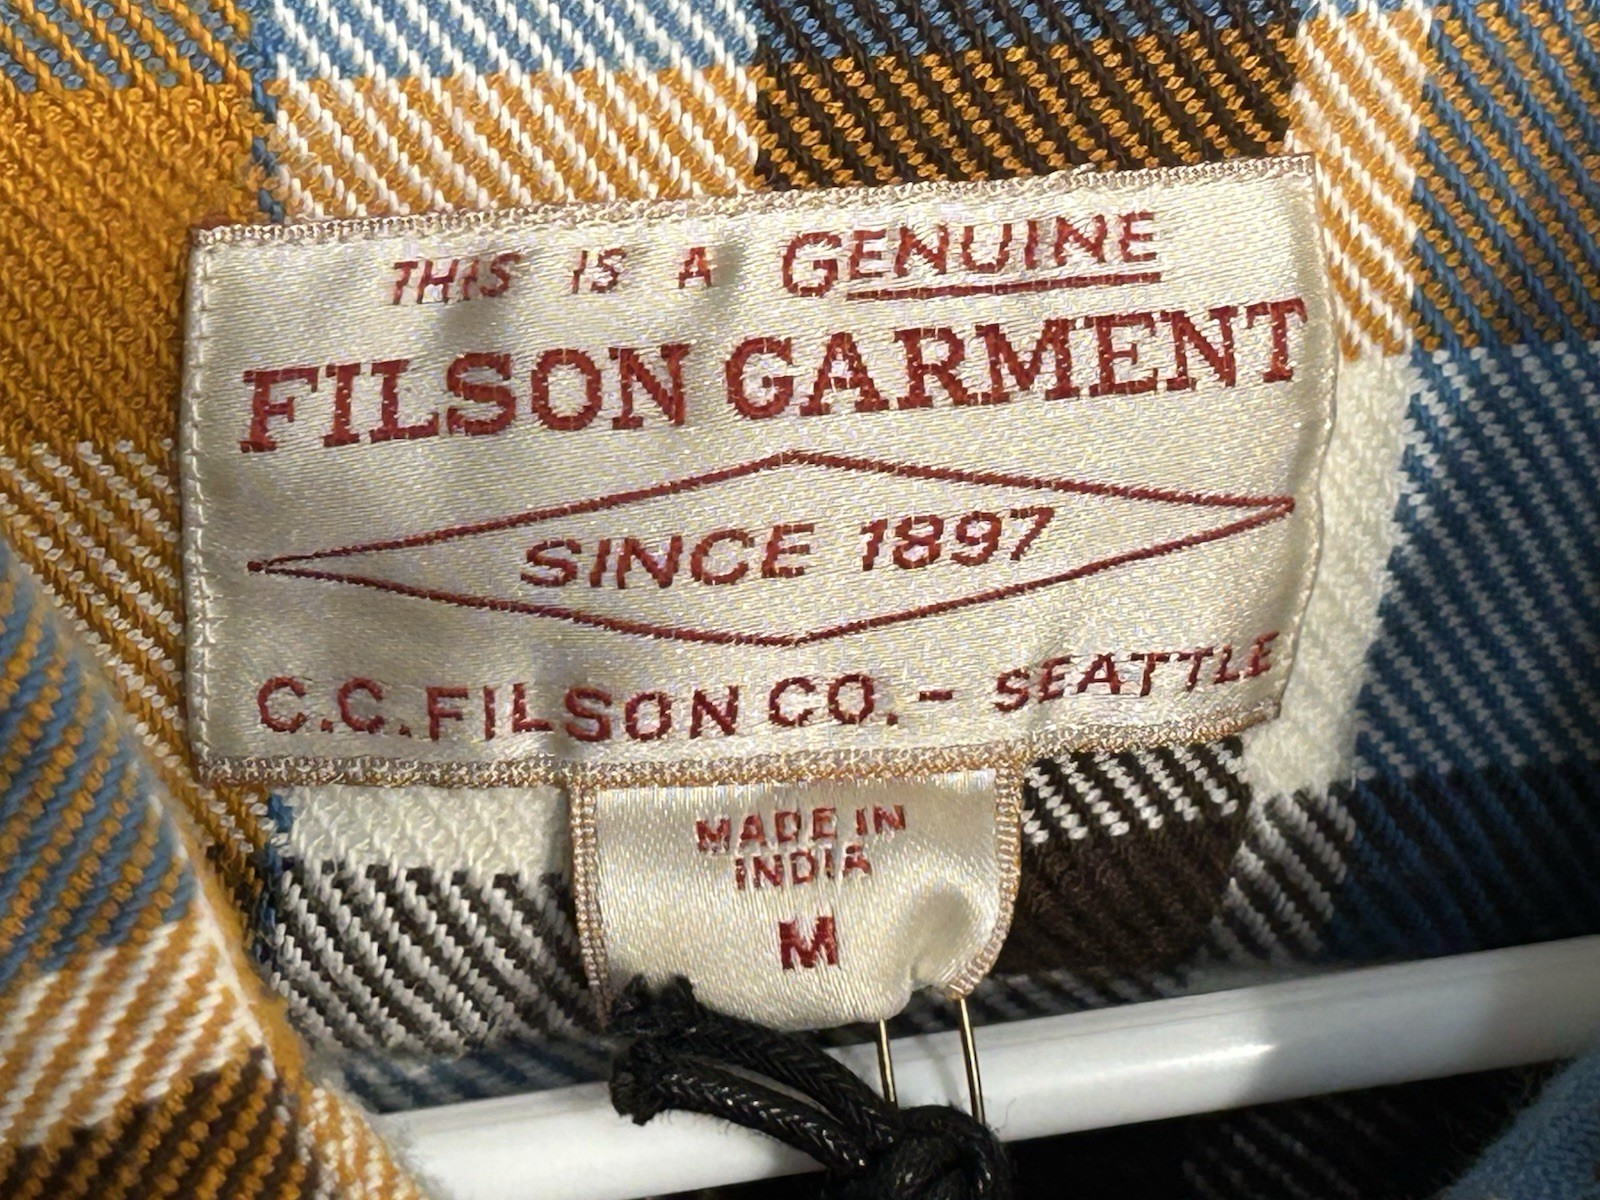 THIS IS A GENUINE
FILSON GARMENT
SINCE 1897
C.C. FILSON CO. - SEATTLE
MADE IN
INDIA
M